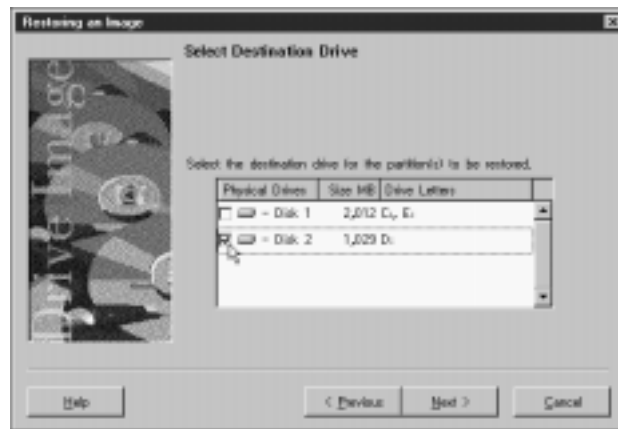 Restoring an Image
Drive Image
Select Destination Drive
Select the destination drive for the partition(s) to be restored.
Physical Drives Size MB Drive Letters
- Disk 1 2,012 C:, E:
- Disk 2 1,029 D:
Help < Previous Next > Cancel